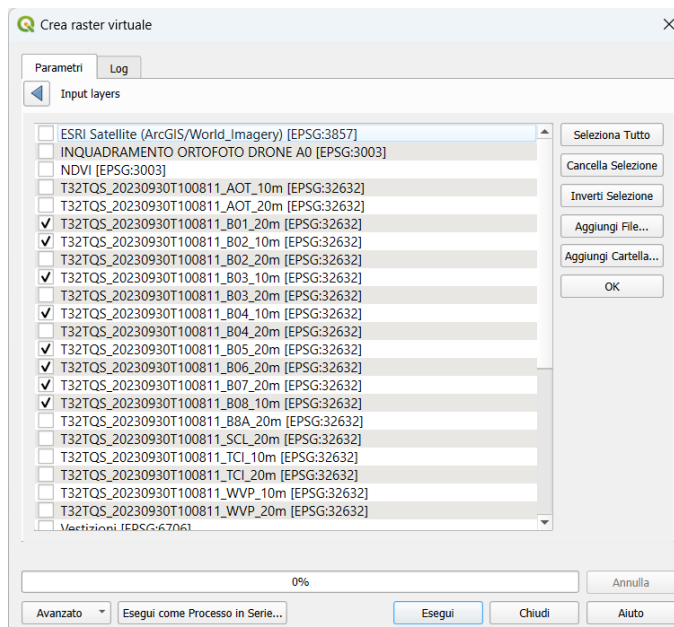 Crea raster virtuale
Parametri
Log
Input layers
ESRI Satellite (ArcGIS/World_Imagery) [EPSG:3857]
INQUADRAMENTO ORTOFOTO DRONE A0 [EPSG:3003]
NDVI [EPSG:3003]
T32TQS_20230930T100811_AOT_10m [EPSG:32632]
T32TQS_20230930T100811_AOT_20m [EPSG:32632]
T32TQS_20230930T100811_B01_20m [EPSG:32632]
T32TQS_20230930T100811_B02_10m [EPSG:32632]
T32TQS_20230930T100811_B02_20m [EPSG:32632]
T32TQS_20230930T100811_B03_10m [EPSG:32632]
T32TQS_20230930T100811_B03_20m [EPSG:32632]
T32TQS_20230930T100811_B04_10m [EPSG:32632]
T32TQS_20230930T100811_B04_20m [EPSG:32632]
T32TQS_20230930T100811_B05_20m [EPSG:32632]
T32TQS_20230930T100811_B06_20m [EPSG:32632]
T32TQS_20230930T100811_B07_20m [EPSG:32632]
T32TQS_20230930T100811_B08_10m [EPSG:32632]
T32TQS_20230930T100811_B8A_20m [EPSG:32632]
T32TQS_20230930T100811_SCL_20m [EPSG:32632]
T32TQS_20230930T100811_TCI_10m [EPSG:32632]
T32TQS_20230930T100811_TCI_20m [EPSG:32632]
T32TQS_20230930T100811_WVP_10m [EPSG:32632]
T32TQS_20230930T100811_WVP_20m [EPSG:32632]
Vestizioni [EPSG:6706]
Seleziona Tutto
Cancella Selezione
Inverti Selezione
Aggiungi File...
Aggiungi Cartella...
OK
0%
Annulla
Avanzato
Esegui come Processo in Serie...
Esegui
Chiudi
Aiuto